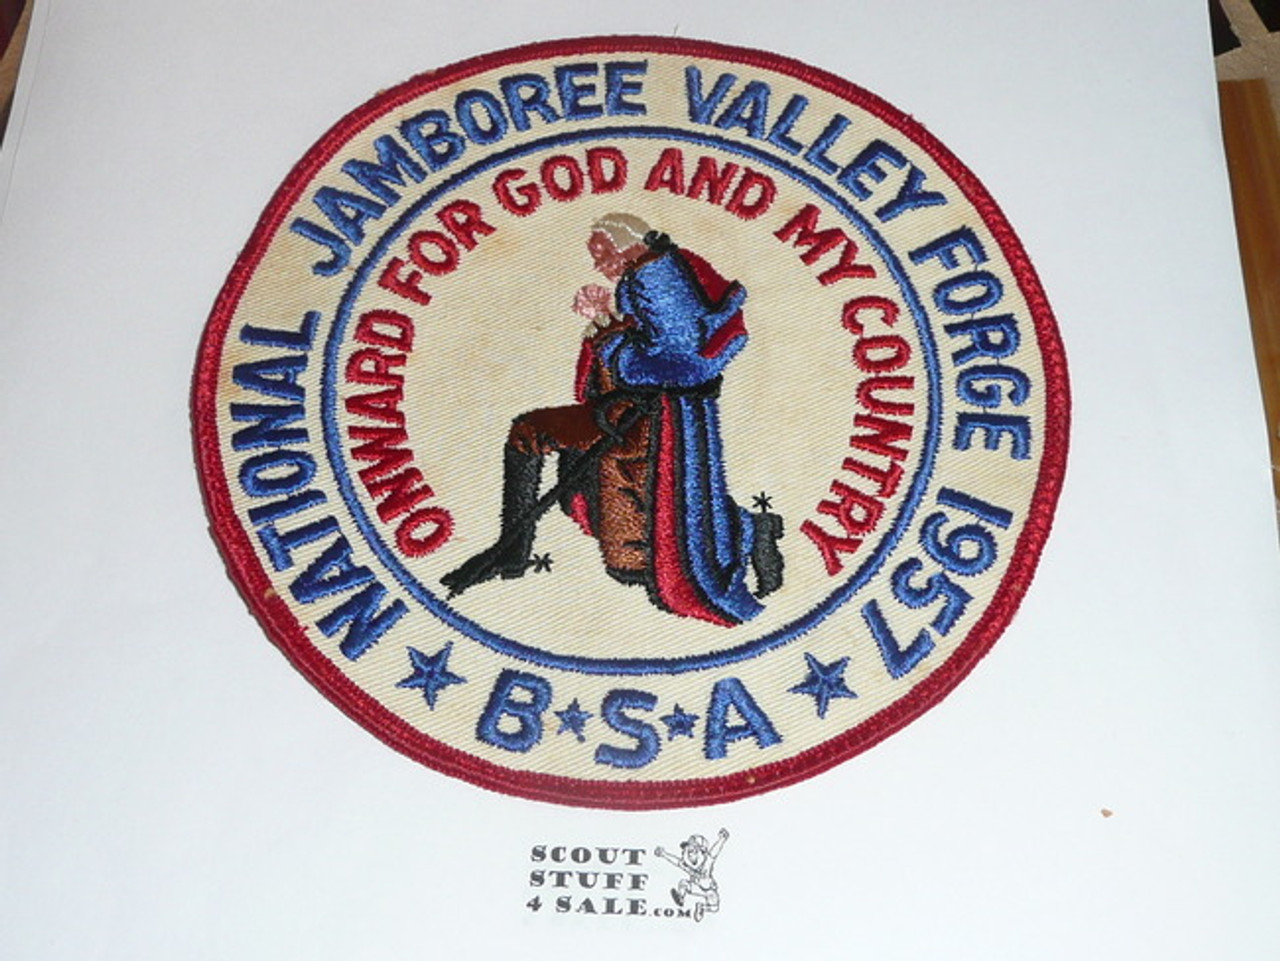 NATIONAL JAMBOREE VALLEY FORGE 1957
ONWARD FOR GOD AND MY COUNTRY
B★S★A
SCOUT
STUFF
4 SALE.COM